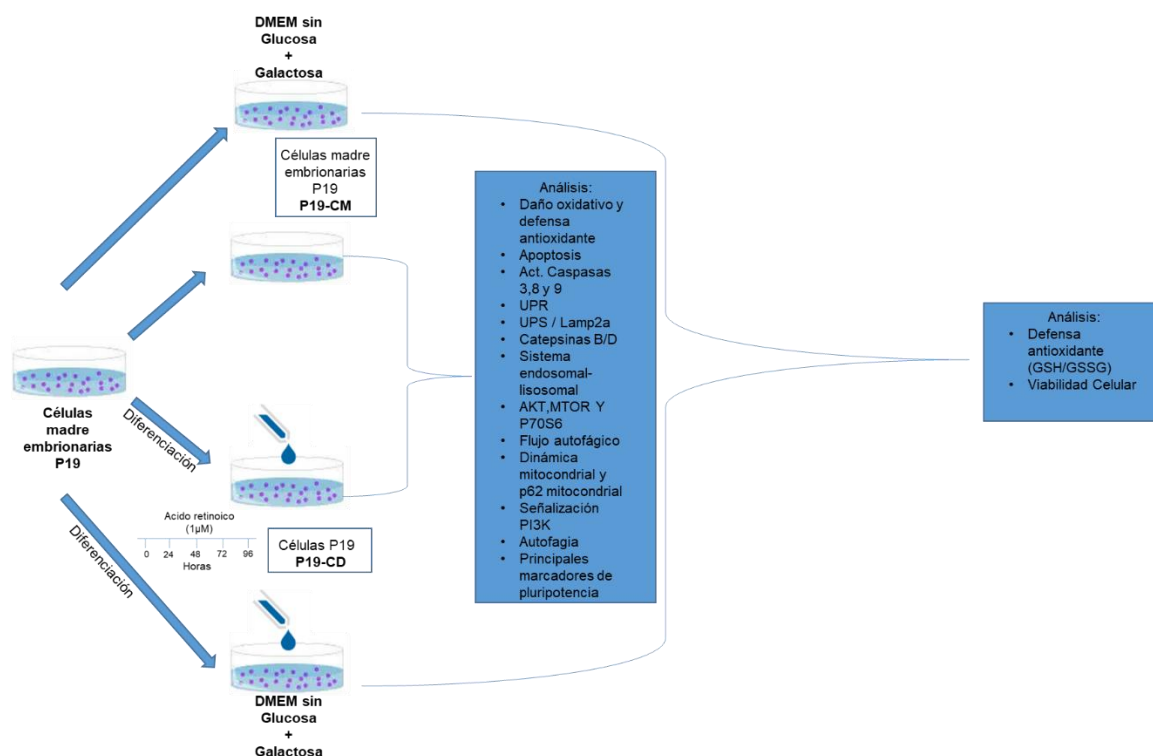 DMEM sin
Glucosa
+
Galactosa
Células madre
embrionarias
P19
P19-CM
Células
madre
embrionarias
P19
Diferenciación
Diferenciación
Acido retinoico
(1µM)
0 24 48 72 96
Horas
Células P19
P19-CD
DMEM sin
Glucosa
+
Galactosa
Análisis:
• Daño oxidativo y
defensa
antioxidante
• Apoptosis
• Act. Caspasas
3,8 y 9
• UPR
• UPS / Lamp2a
• Catepsinas B/D
• Sistema
endosomal-
lisosomal
• AKT,MTOR Y
P70S6
• Flujo autofágico
• Dinámica
mitocondrial y
p62 mitocondrial
• Señalización
PI3K
• Autofagia
• Principales
marcadores de
pluripotencia
Análisis:
• Defensa
antioxidante
(GSH/GSSG)
• Viabilidad Celular